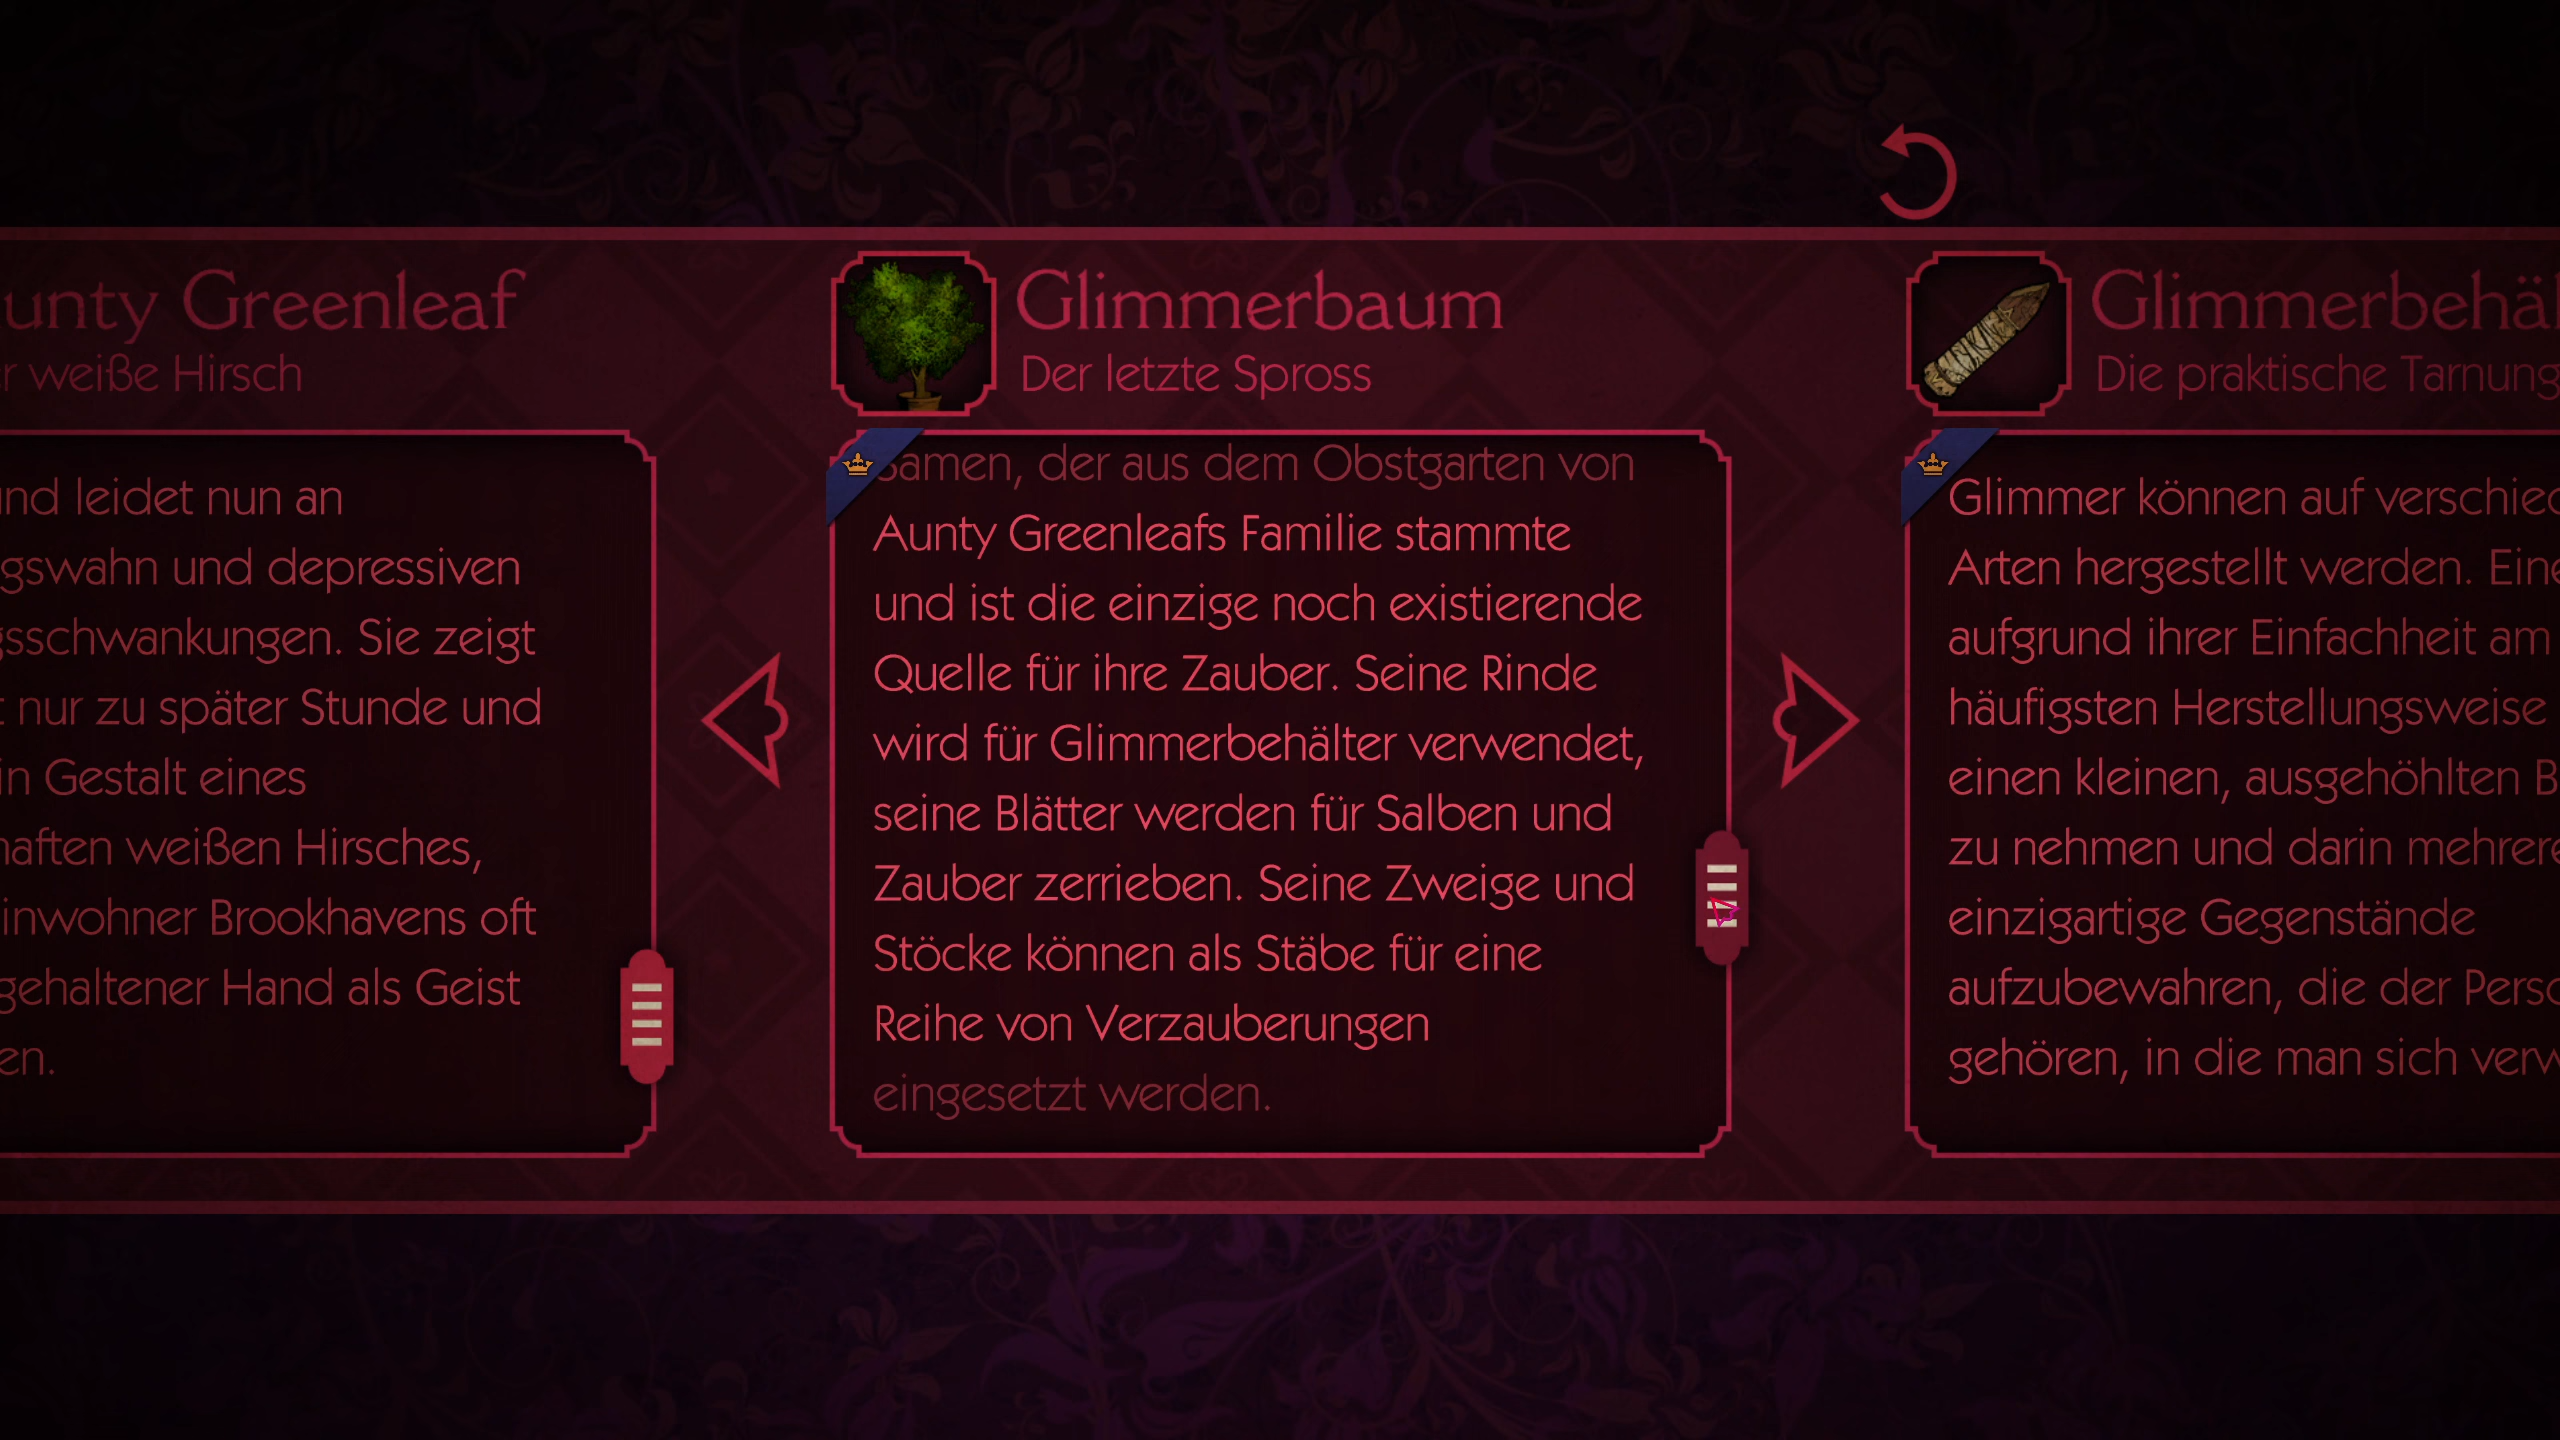 unty Greenleaf
r weiße Hirsch
nd leidet nun an
gswahn und depressiven
gsschwankungen. Sie zeigt
t nur zu später Stunde und
in Gestalt eines
haften weißen Hirsches,
inwohner Brookhavens oft
gehaltener Hand als Geist
en.
Glimmerbaum
Der letzte Spross
Samen, der aus dem Obstgarten von
Aunty Greenleafs Familie stammte
und ist die einzige noch existierende
Quelle für ihre Zauber. Seine Rinde
wird für Glimmerbehälter verwendet,
seine Blätter werden für Salben und
Zauber zerrieben. Seine Zweige und
Stöcke können als Stäbe für eine
Reihe von Verzauberungen
eingesetzt werden.
Glimmerbehäl
Die praktische Tarnung
Glimmer können auf verschied
Arten hergestellt werden. Eine
aufgrund ihrer Einfachheit am
häufigsten Herstellungsweise
einen kleinen, ausgehöhlten B
zu nehmen und darin mehrere
einzigartige Gegenstände
aufzubewahren, die der Perso
gehören, in die man sich verw